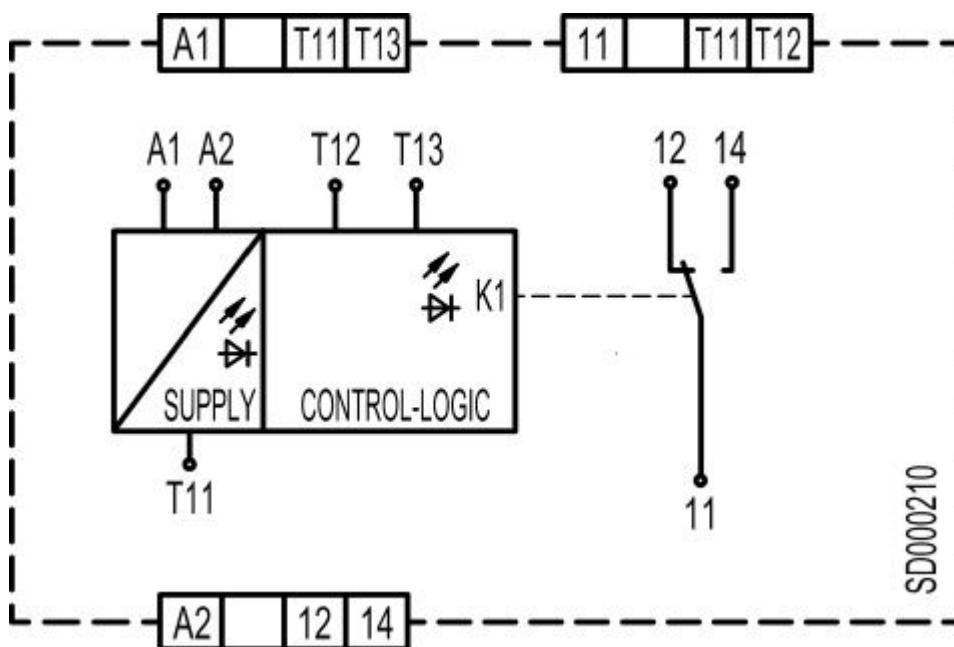 A1 T11 T13 11 T11 T12
A1 A2 T12 T13 12 14
K1
SUPPLY CONTROL-LOGIC
T11 11
SD000210
A2 12 14